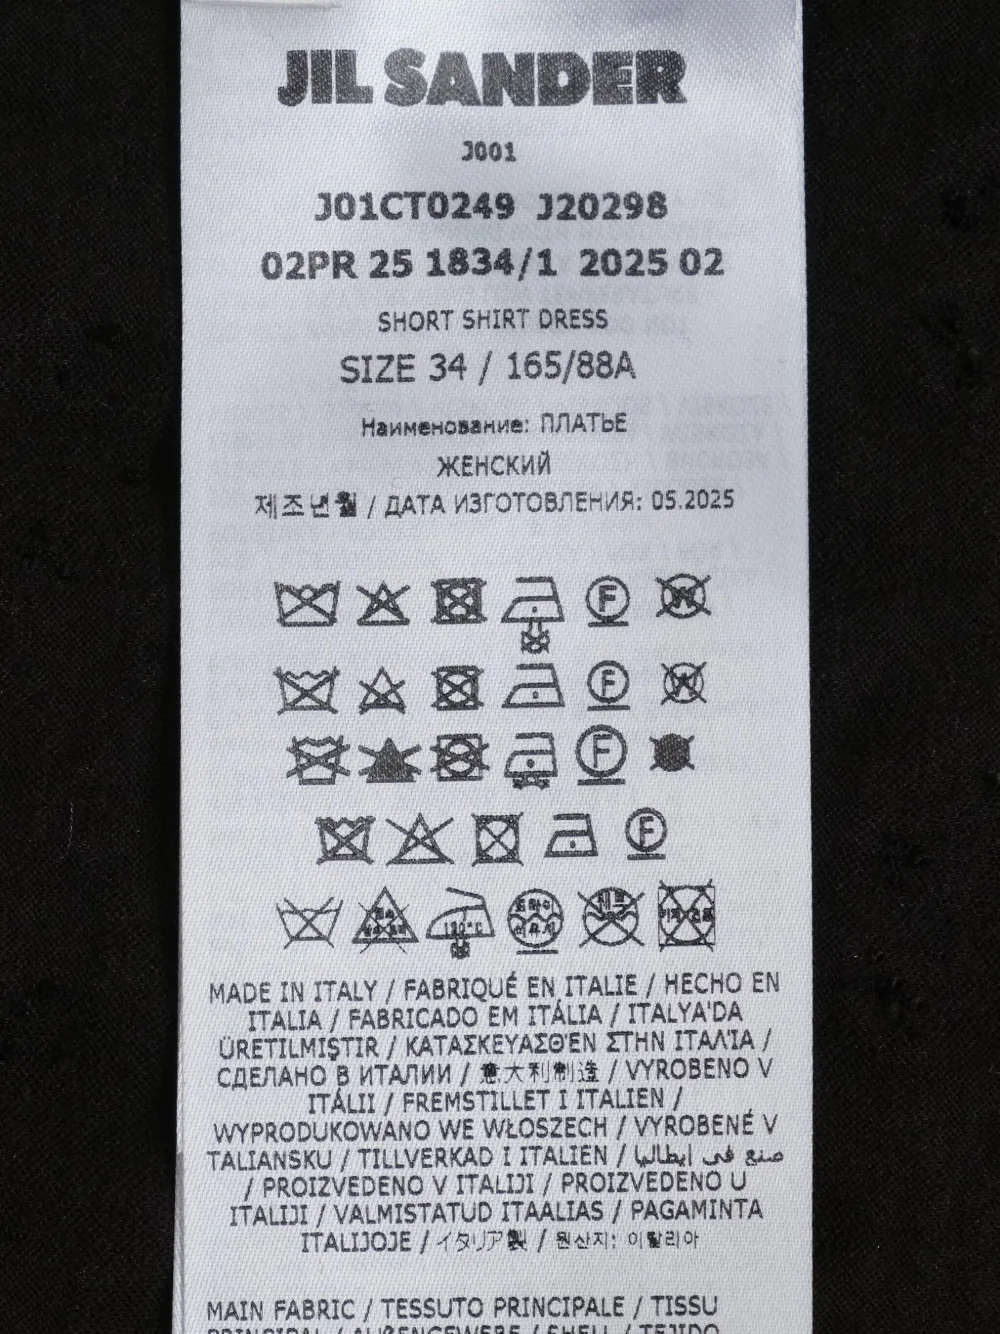 JIL SANDER
J001
J01CT0249 J20298
02PR 25 1834/1 2025 02
SHORT SHIRT DRESS
SIZE 34 / 165/88A
Наименование: ПЛАТЬЕ
ЖЕНСКИЙ
제조년월 / ДАТА ИЗГОТОВЛЕНИЯ: 05.2025
F W
F W
F
F
MADE IN ITALY / FABRIQUÉ EN ITALIE / HECHO EN
ITALIA / FABRICADO EM ITÁLIA / ITALYA'DA
ÜRETILMIŞTIR / ΚΑΤΑΣΚΕΥΑΣΘΈΝ ΣΤΗΝ ΙΤΑΛΊΑ /
СДЕЛАНО В ИТАЛИИ / 意大利制造 / VYROBENO V
ITÁLII / FREMSTILLET I ITALIEN /
WYPRODUKOWANO WE WŁOSZECH / VYROBENÉ V
TALIANSKU / TILLVERKAD I ITALIEN / صنع في ايطاليا
/ PROIZVEDENO V ITALIJI / PROIZVEDENO U
ITALIJI / VALMISTATUD ITAALIAS / PAGAMINTA
ITALIJOJE / イタリア製 / 원산지: 이탈리아
MAIN FABRIC / TESSUTO PRINCIPALE / TISSU
PRINCIPAL / AUßENGEWEBE / SHELL / TEJIDO